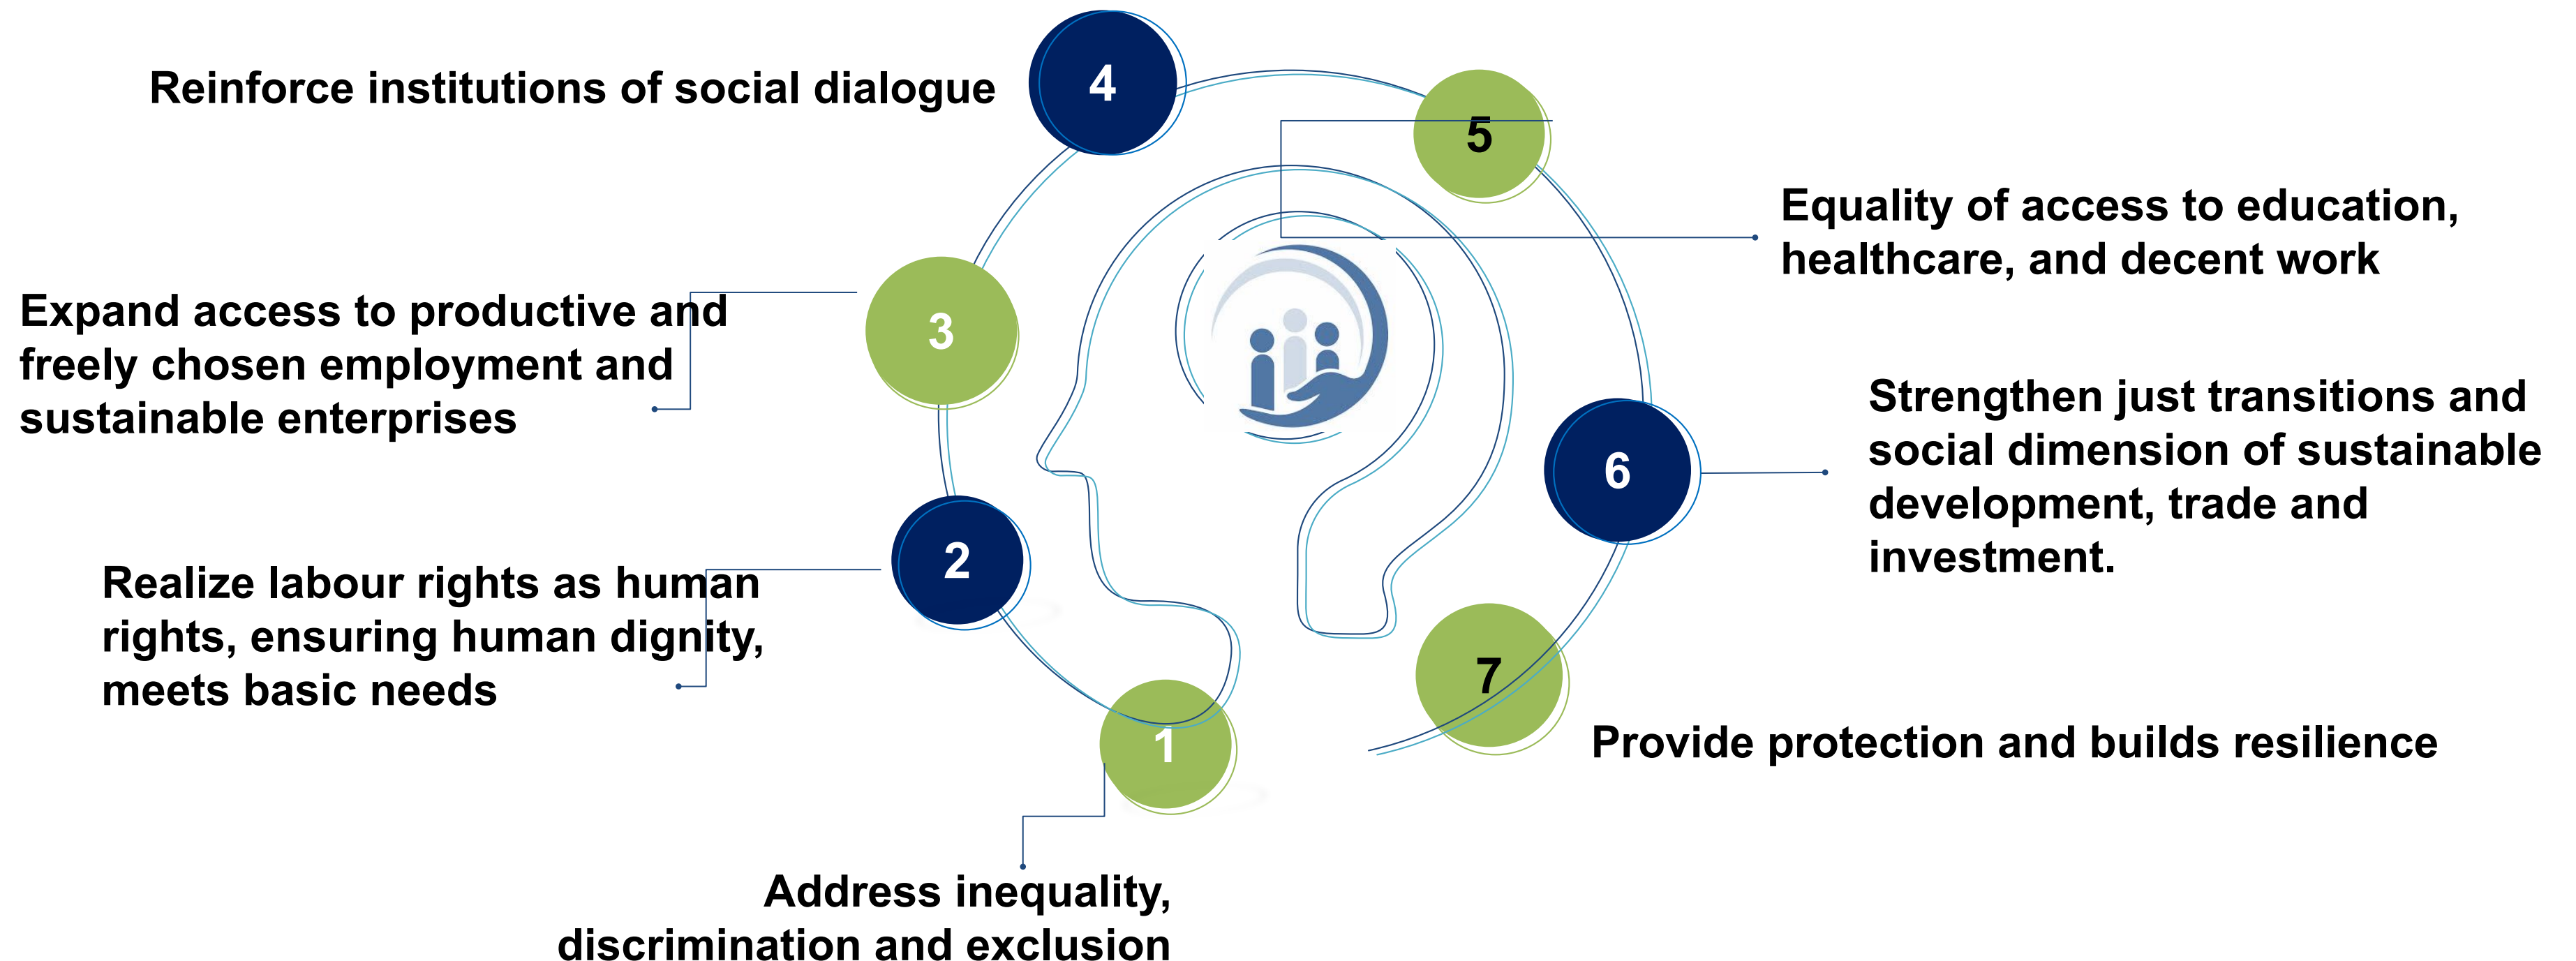 4
Reinforce institutions of social dialogue
5
Equality of access to education,
healthcare, and decent work
3
Expand access to productive and
freely chosen employment and
sustainable enterprises
6
Strengthen just transitions and
social dimension of sustainable
development, trade and
investment.
2
Realize labour rights as human
rights, ensuring human dignity,
meets basic needs
7
Provide protection and builds resilience
1
Address inequality,
discrimination and exclusion